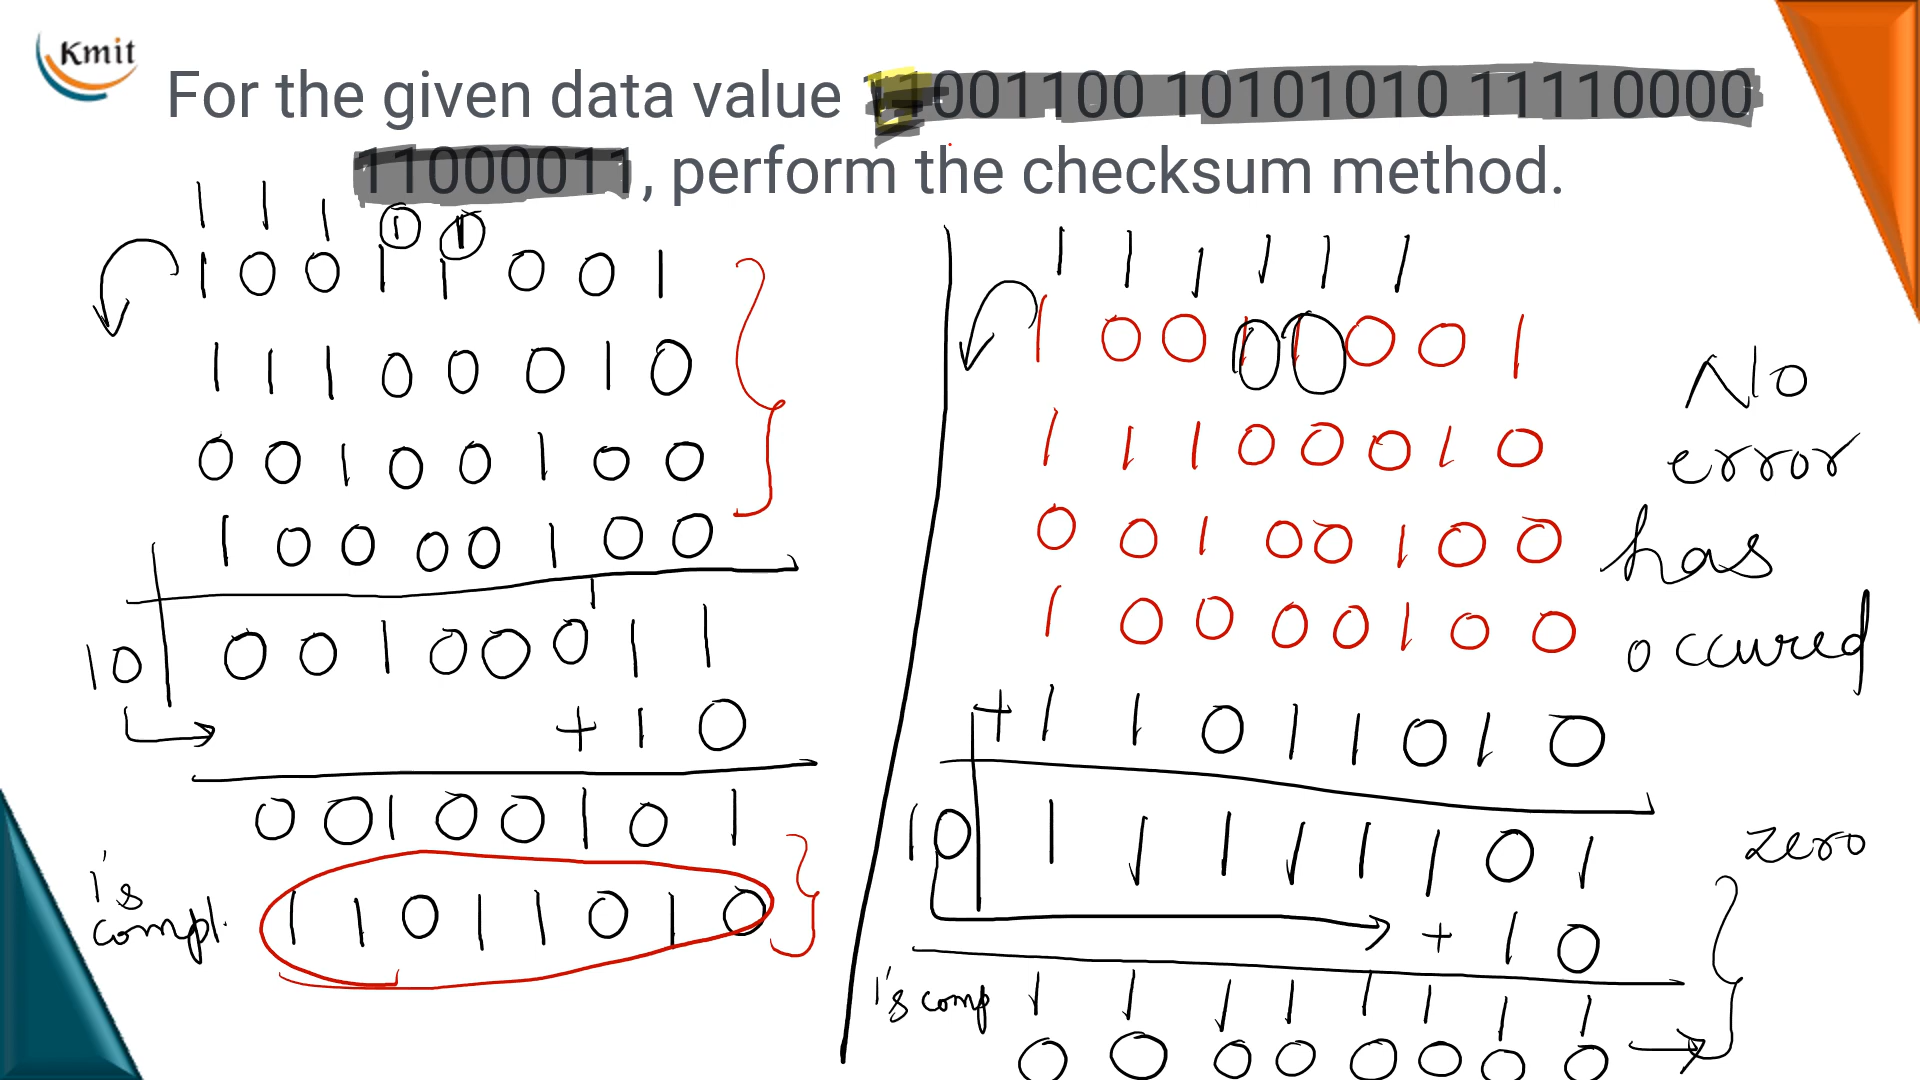 Kmit
For the given data value 11001100 10101010 11110000
11000011, perform the checksum method.
1 1 1 1 1
1 0 0 1 1 0 0 1
1 1 1 0 0 0 1 0
0 0 1 0 0 1 0 0
1 0 0 0 0 1 0 0
1
10 0 0 1 0 0 0 1 1
+ 1 0
0 0 1 0 0 1 0 1
1's compl. 1 1 0 1 1 0 1 0
1 1 1 1 1 1
1 0 0 0 0 0 0 1
1 1 1 0 0 0 1 0
0 0 1 0 0 1 0 0
1 0 0 0 0 1 0 0
+ 1 1 0 1 1 0 1 0
10 1 1 1 1 1 1 0 1
+ 1 0
1 1 1 1 1 1 1 1
1's comp 0 0 0 0 0 0 0 0
No
error
has
occured
zero